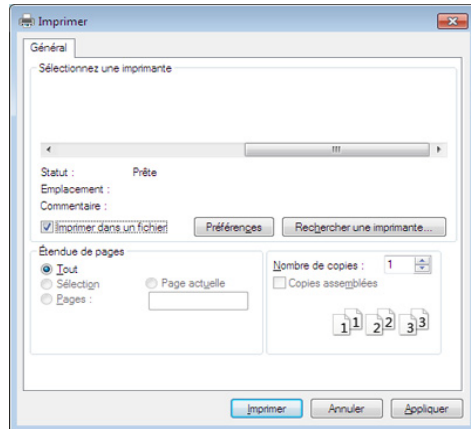 Imprimer
Général
Sélectionnez une imprimante
Statut : Prête
Emplacement :
Commentaire :
Imprimer dans un fichier Préférences Rechercher une imprimante...
Étendue de pages
Tout
Sélection Page actuelle
Pages :
Nombre de copies : 1
Copies assemblées
1 1 2 2 3 3
Imprimer Annuler Appliquer